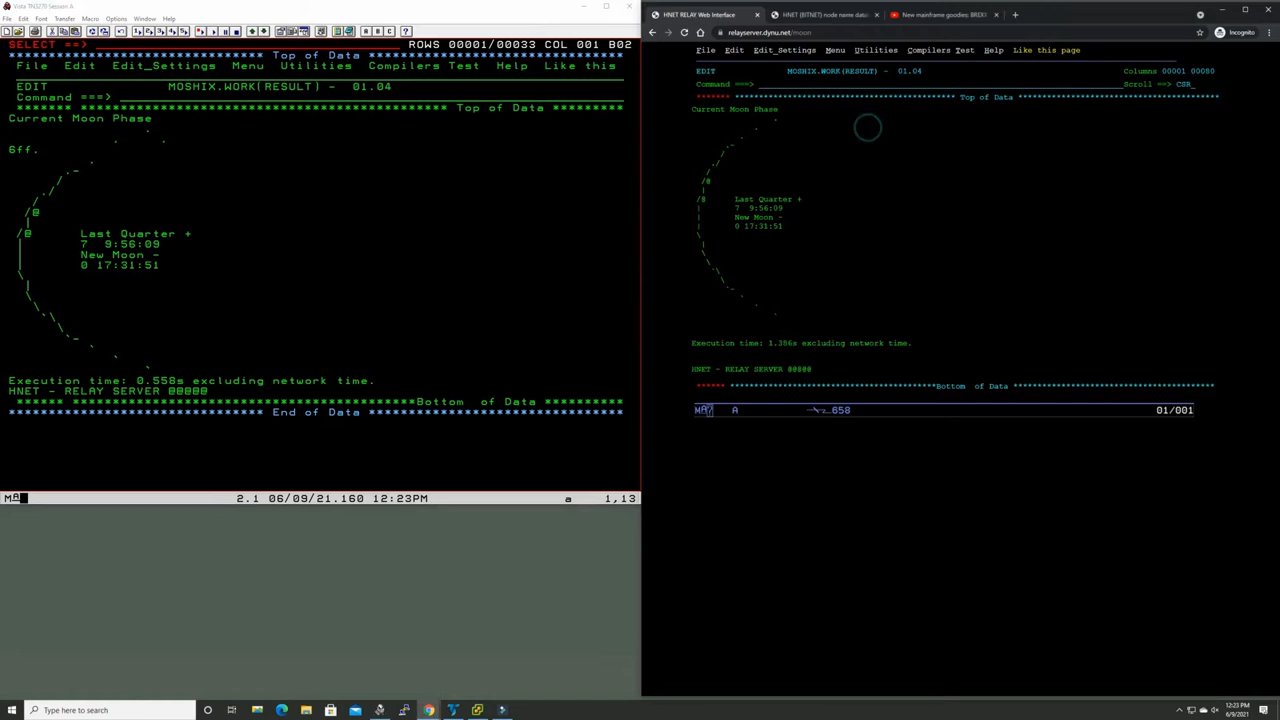 Vista TN3270 Session A
File Edit Font Transfer Macro Options Window Help
SELECT ==> ROWS 00001/00033 COL 001 B02
******************************** Top of Data ********************************
File Edit Edit_Settings Menu Utilities Compilers Test Help Like this
EDIT MOSHIX.WORK(RESULT) - 01.04
Command ===>
****** ************************************************ Top of Data **********
Current Moon Phase
6ff.
Last Quarter +
7 9:56:09
New Moon -
0 17:31:51
Execution time: 0.558s excluding network time.
HNET - RELAY SERVER @@@@@
****** *******************************************Bottom of Data **********
******************************** End of Data ********************************
MA
2.1 06/09/21.160 12:23PM a 1,13
HNET RELAY Web Interface
HNET (BITNET) node name datab
New mainframe goodies: BREX
relayserver.dynu.net/moon
Incognito
File Edit Edit_Settings Menu Utilities Compilers Test Help Like this page
EDIT MOSHIX.WORK(RESULT) - 01.04 Columns 00001 00080
Command ===> Scroll ==> CSR_
******* ********************************************** Top of Data *******************************************
Current Moon Phase
Last Quarter +
7 9:56:09
New Moon -
0 17:31:51
Execution time: 1.386s excluding network time.
HNET - RELAY SERVER @@@@@
****** *******************************************Bottom of Data ******************************************
A 658 01/001
Type here to search
12:23 PM
6/9/2021